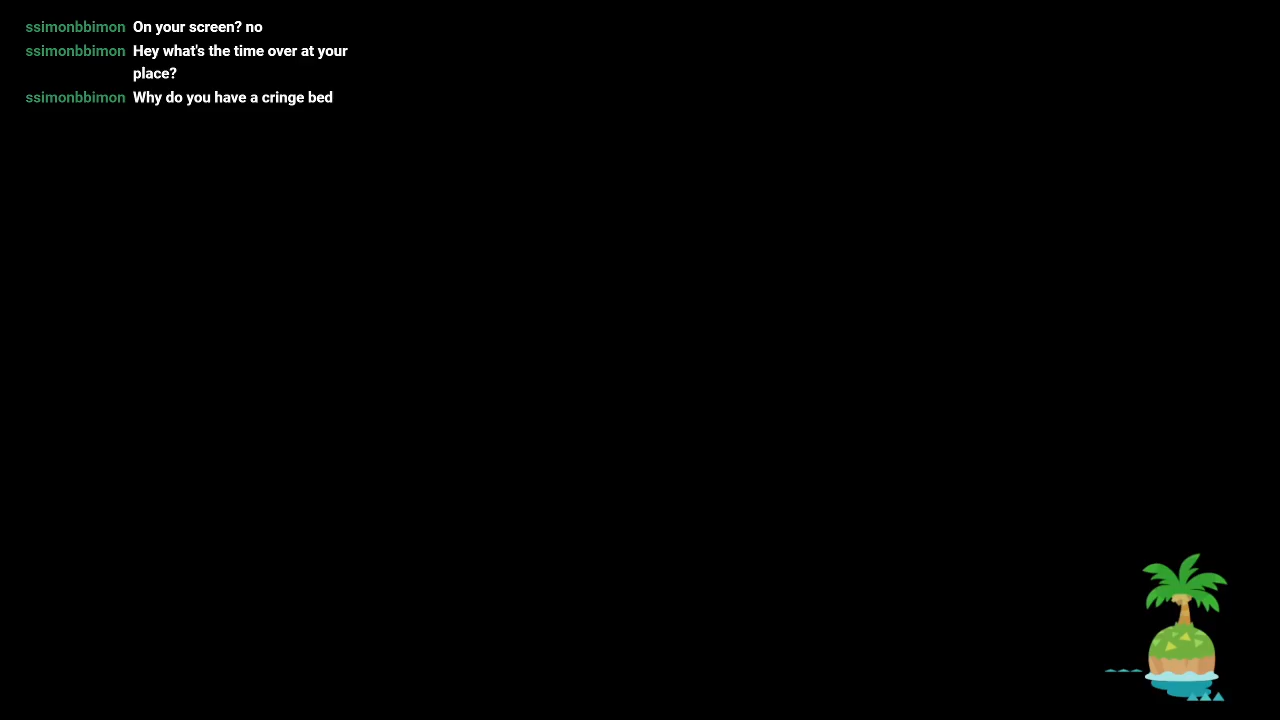 ssimonbbimon On your screen? no
ssimonbbimon Hey what's the time over at your
place?
ssimonbbimon Why do you have a cringe bed